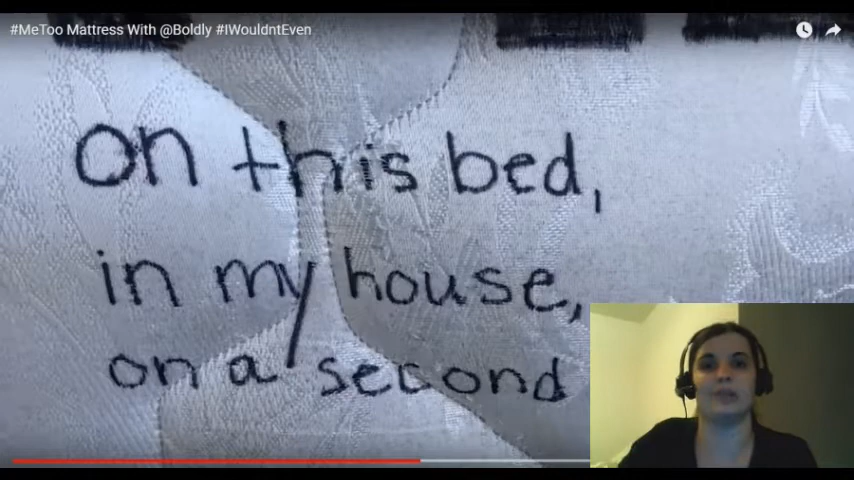 #MeToo Mattress With @Boldly #IWouldntEven
on this bed,
in my house,
on a second